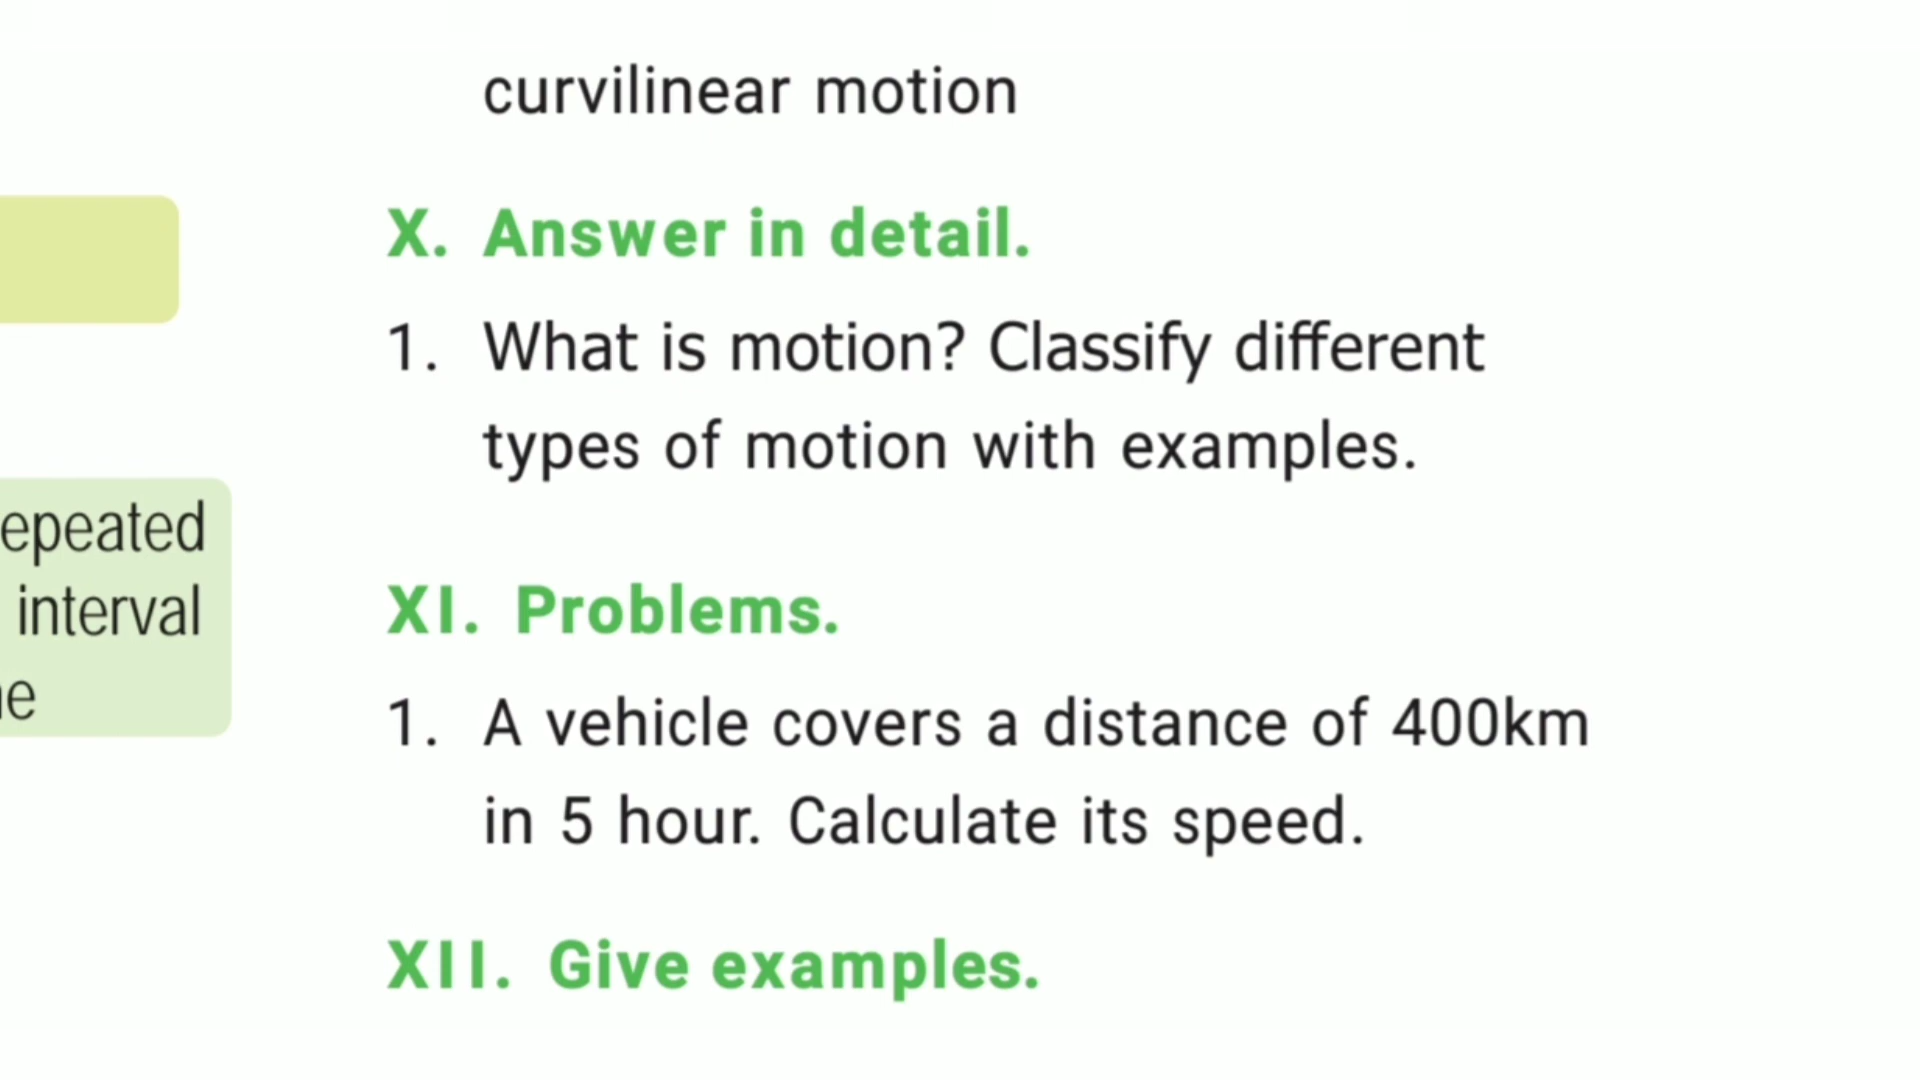 curvilinear motion
X. Answer in detail.
1. What is motion? Classify different
types of motion with examples.
epeated
interval
e
XI. Problems.
1. A vehicle covers a distance of 400km
in 5 hour. Calculate its speed.
XII. Give examples.